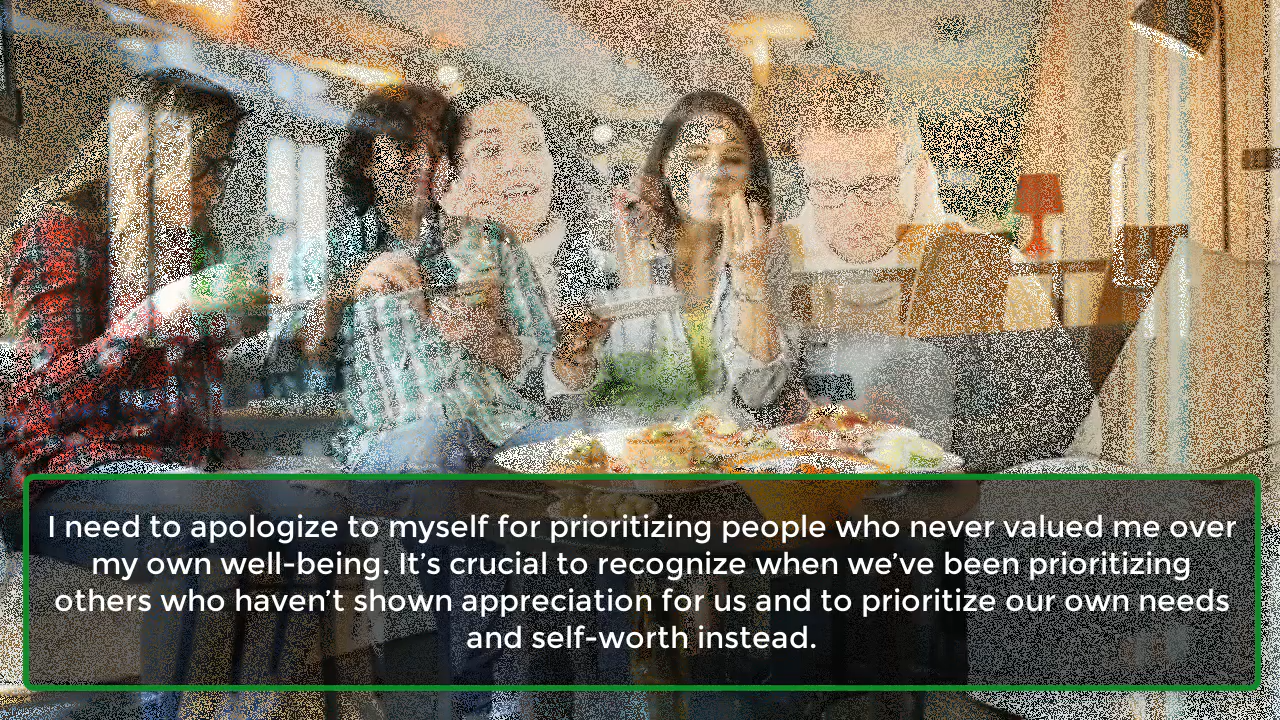 I need to apologize to myself for prioritizing people who never valued me over
my own well-being. It’s crucial to recognize when we’ve been prioritizing
others who haven’t shown appreciation for us and to prioritize our own needs
and self-worth instead.